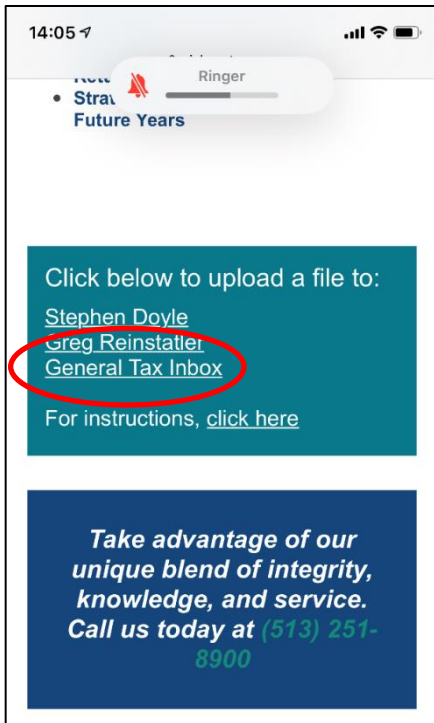 14:05
Ringer
• Strat
Future Years
Click below to upload a file to:
Stephen Doyle
Greg Reinstatler
General Tax Inbox
For instructions, click here
Take advantage of our
unique blend of integrity,
knowledge, and service.
Call us today at (513) 251-
8900